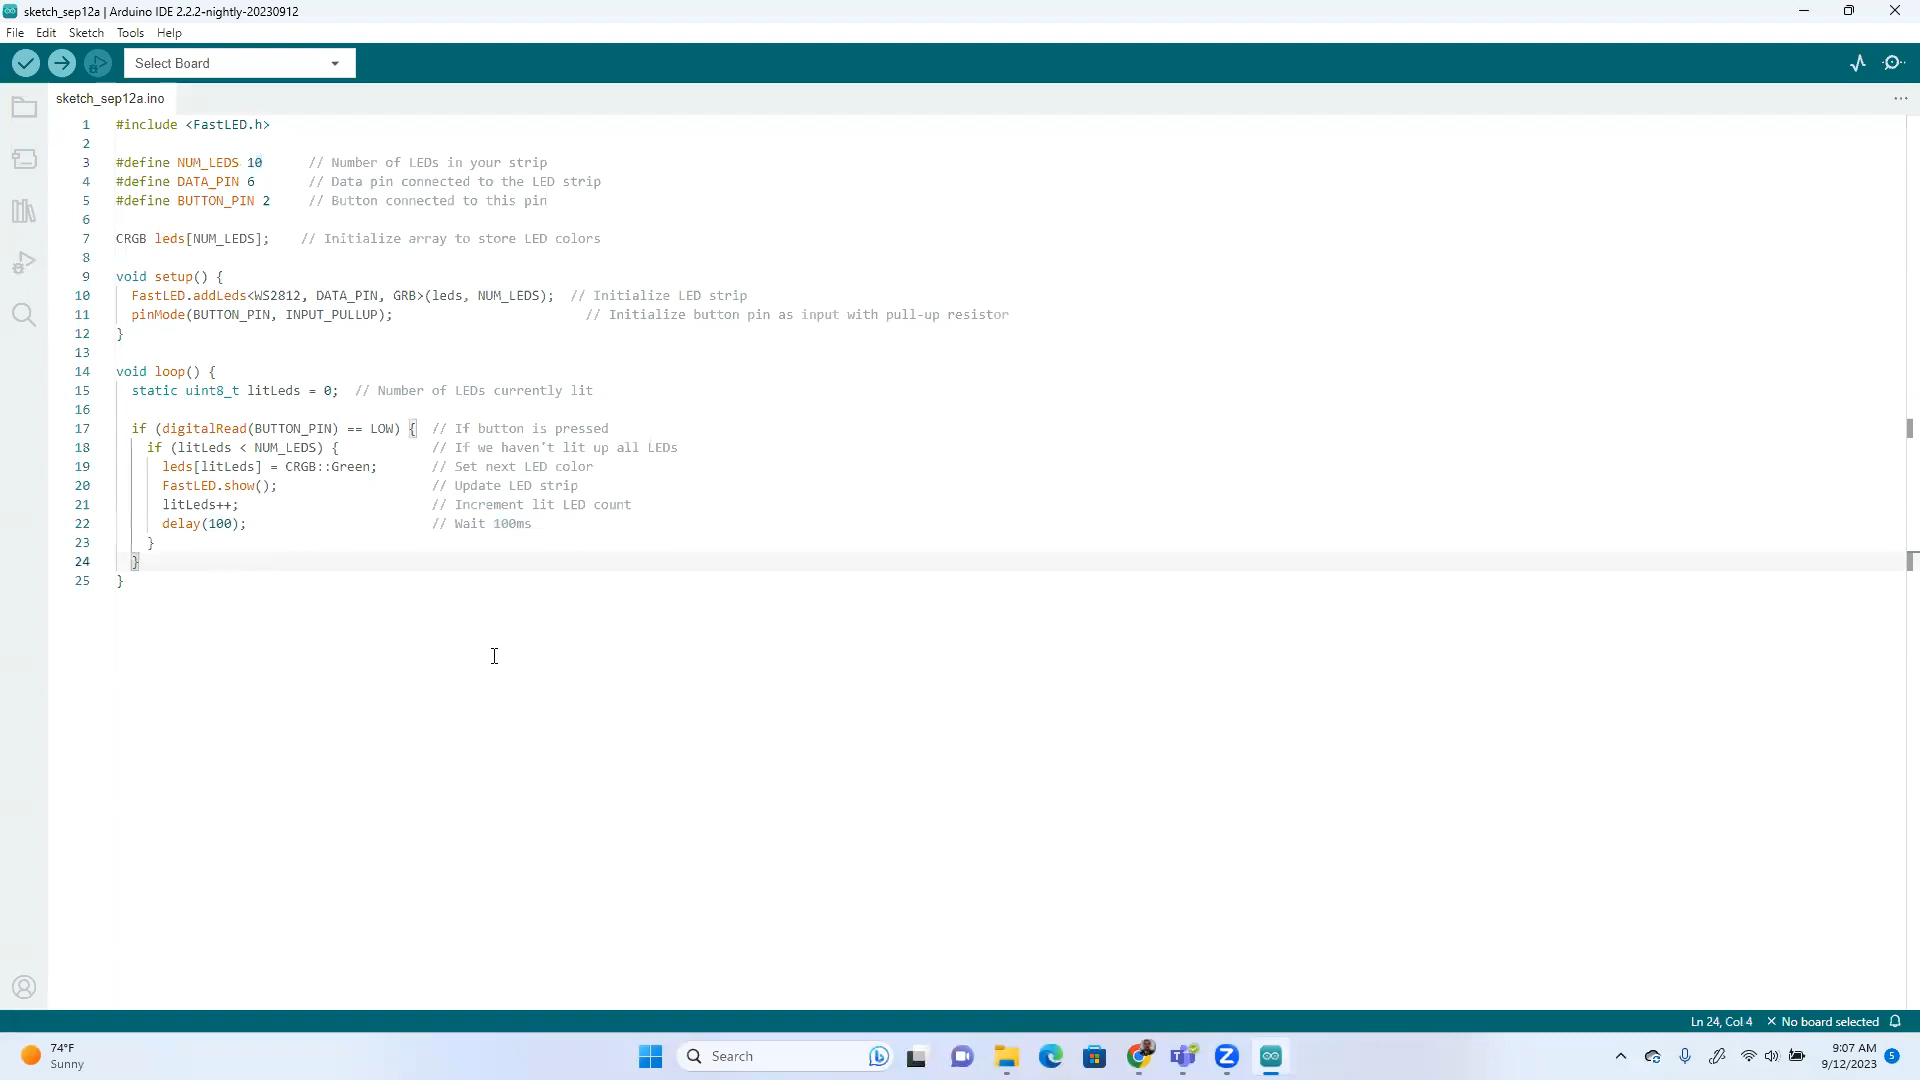 sketch_sep12a | Arduino IDE 2.2.2-nightly-20230912
File Edit Sketch Tools Help
Select Board
sketch_sep12a.ino
1 #include <FastLED.h>
2
3 #define NUM_LEDS 10 // Number of LEDs in your strip
4 #define DATA_PIN 6 // Data pin connected to the LED strip
5 #define BUTTON_PIN 2 // Button connected to this pin
6
7 CRGB leds[NUM_LEDS]; // Initialize array to store LED colors
8
9 void setup() {
10 FastLED.addLeds<WS2812, DATA_PIN, GRB>(leds, NUM_LEDS); // Initialize LED strip
11 pinMode(BUTTON_PIN, INPUT_PULLUP); // Initialize button pin as input with pull-up resistor
12 }
13
14 void loop() {
15 static uint8_t litLeds = 0; // Number of LEDs currently lit
16
17 if (digitalRead(BUTTON_PIN) == LOW) { // If button is pressed
18 if (litLeds < NUM_LEDS) { // If we haven't lit up all LEDs
19 leds[litLeds] = CRGB::Green; // Set next LED color
20 FastLED.show(); // Update LED strip
21 litLeds++; // Increment lit LED count
22 delay(100); // Wait 100ms
23 }
24 }
25 }
Ln 24, Col 4 × No board selected
74°F
Sunny
Search
9:07 AM
9/12/2023
5